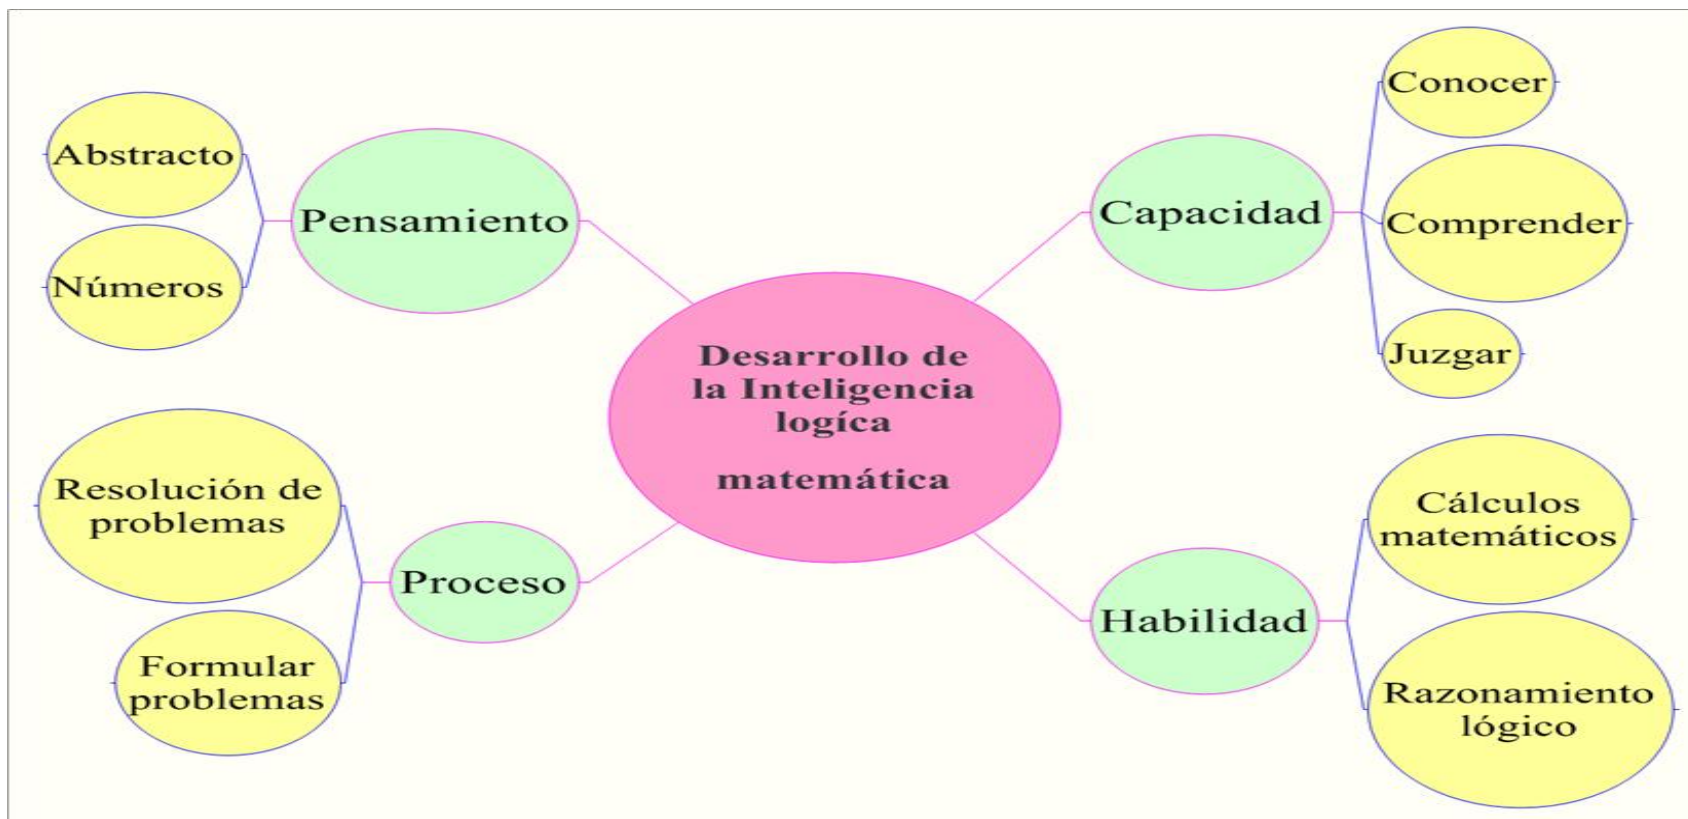 Desarrollo de
la Inteligencia
logíca
matemática
Pensamiento
Abstracto
Números
Capacidad
Conocer
Comprender
Juzgar
Proceso
Resolución de
problemas
Formular
problemas
Habilidad
Cálculos
matemáticos
Razonamiento
lógico